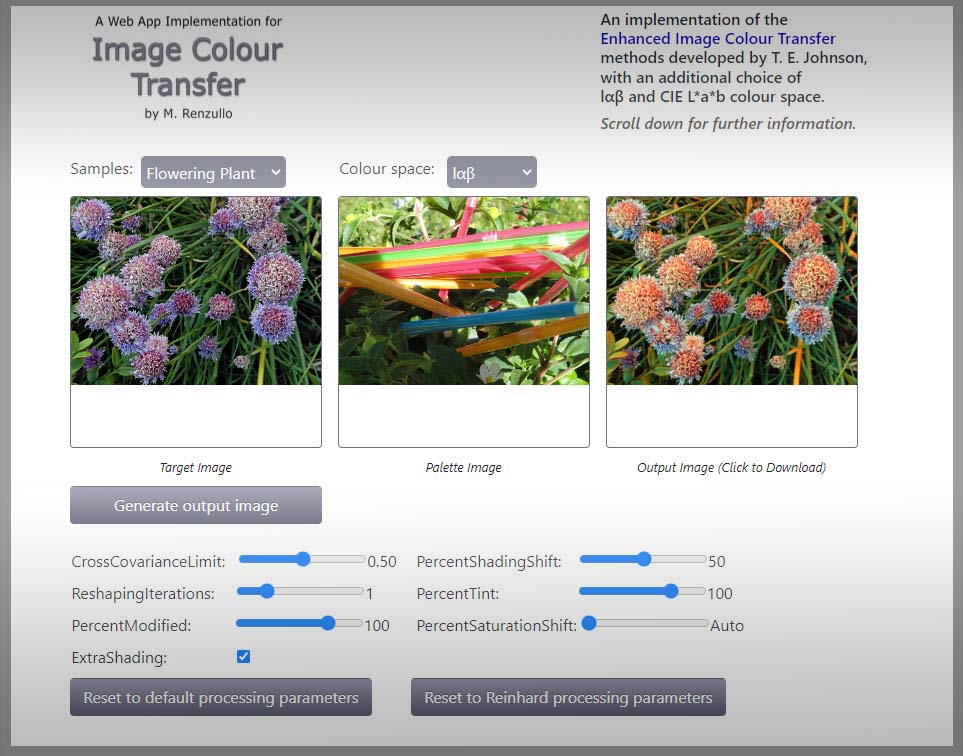 A Web App Implementation for
Image Colour
Transfer
by M. Renzullo
An implementation of the
Enhanced Image Colour Transfer
methods developed by T. E. Johnson,
with an additional choice of
lαβ and CIE L*a*b colour space.
Scroll down for further information.
Samples: Flowering Plant
Colour space: lαβ
Target Image
Palette Image
Output Image (Click to Download)
Generate output image
CrossCovarianceLimit: 0.50
PercentShadingShift: 50
ReshapingIterations: 1
PercentTint: 100
PercentModified: 100
PercentSaturationShift: Auto
ExtraShading:
Reset to default processing parameters
Reset to Reinhard processing parameters